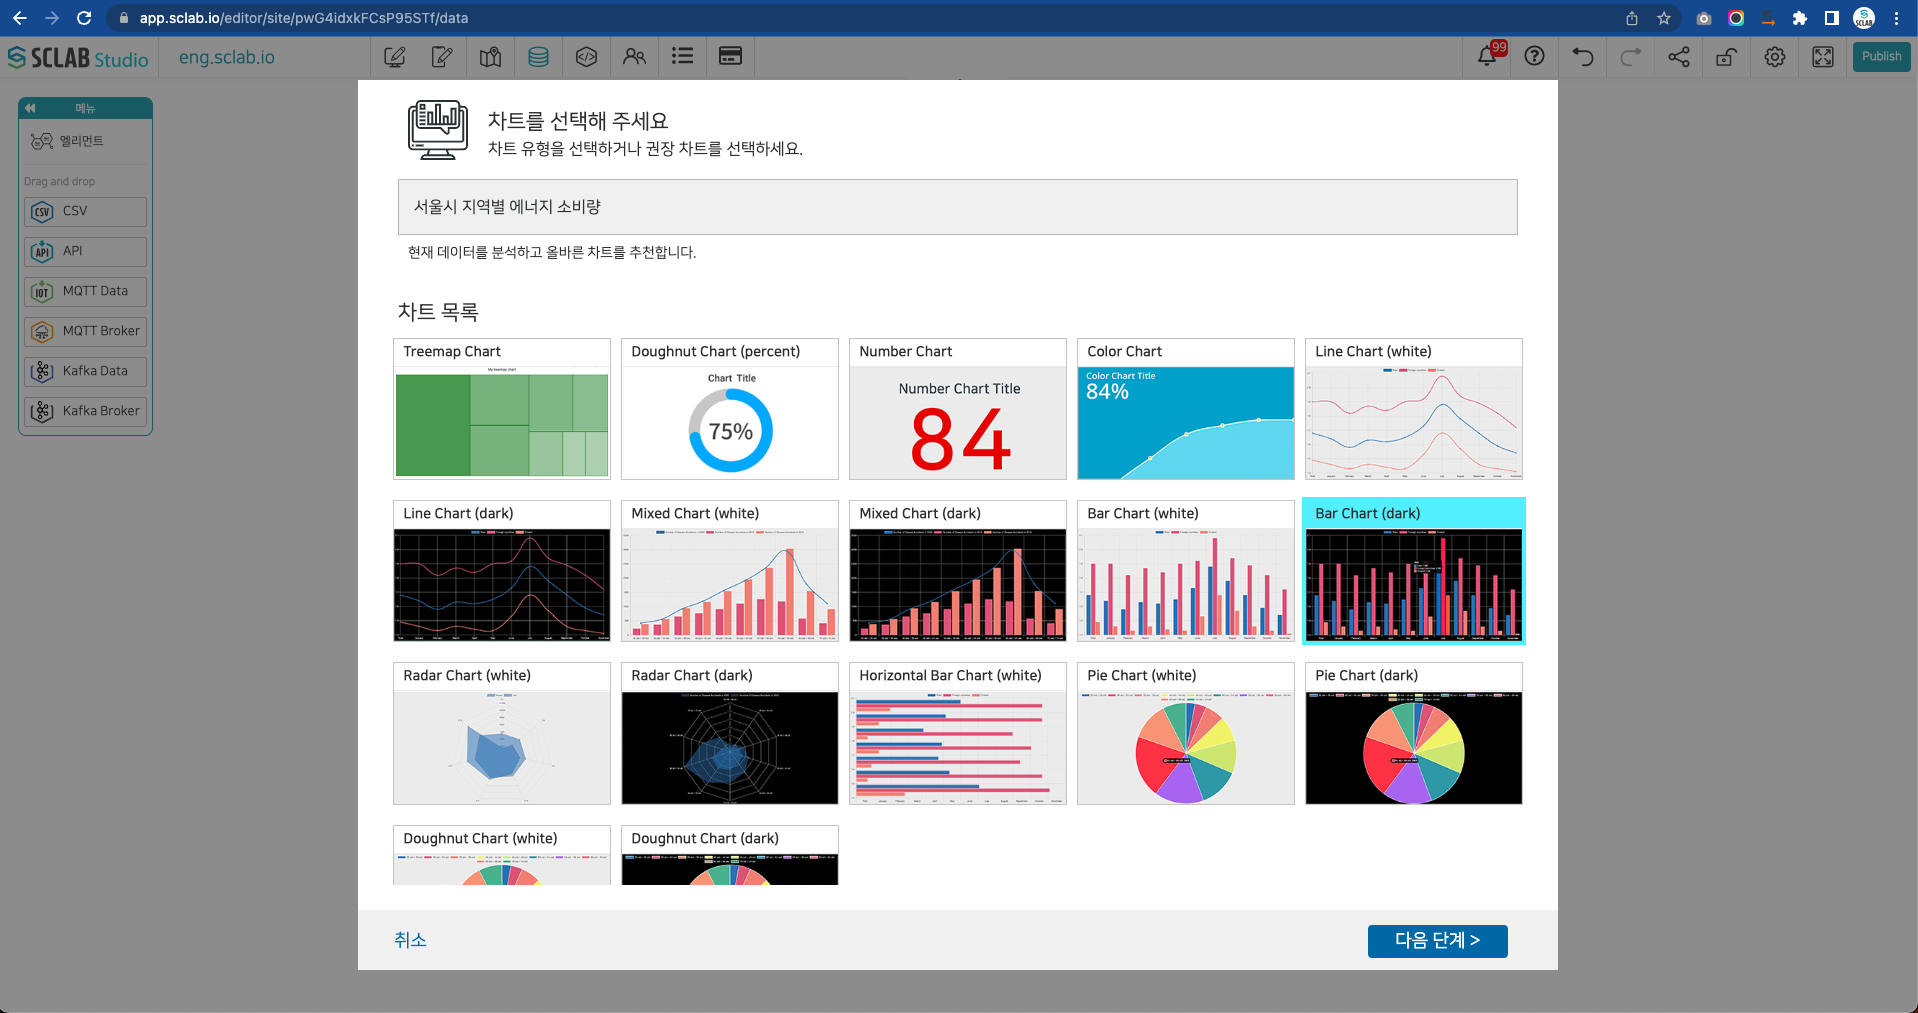 app.sclab.io/editor/site/pwG4idxkFCsP95STf/data
SCLAB
SCLAB Studio
eng.sclab.io
99
Publish
메뉴
엘리먼트
Drag and drop
CSV CSV
API API
IOT MQTT Data
MQTT Broker
Kafka Data
Kafka Broker
차트를 선택해 주세요
차트 유형을 선택하거나 권장 차트를 선택하세요.
서울시 지역별 에너지 소비량
현재 데이터를 분석하고 올바른 차트를 추천합니다.
차트 목록
Treemap Chart
My treemap chart
Doughnut Chart (percent)
Chart Title
75%
Number Chart
Number Chart Title
84
Color Chart
Color Chart Title
84%
Line Chart (white)
Line Chart (dark)
Mixed Chart (white)
Mixed Chart (dark)
Bar Chart (white)
Bar Chart (dark)
Radar Chart (white)
Radar Chart (dark)
Horizontal Bar Chart (white)
Pie Chart (white)
Pie Chart (dark)
Doughnut Chart (white)
Doughnut Chart (dark)
취소
다음 단계 >